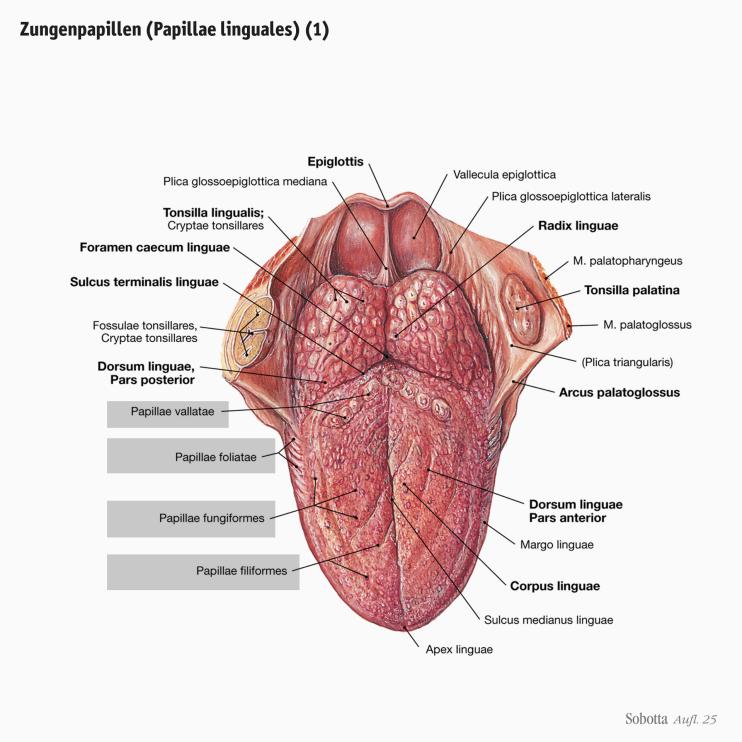 Zungenpapillen (Papillae linguales) (1)
Epiglottis
Plica glossoepiglottica mediana
Tonsilla lingualis;
Cryptae tonsillares
Foramen caecum linguae
Sulcus terminalis linguae
Fossulae tonsillares,
Cryptae tonsillares
Dorsum linguae,
Pars posterior
Papillae vallatae
Papillae foliatae
Papillae fungiformes
Papillae filiformes
Vallecula epiglottica
Plica glossoepiglottica lateralis
Radix linguae
M. palatopharyngeus
Tonsilla palatina
M. palatoglossus
(Plica triangularis)
Arcus palatoglossus
Dorsum linguae
Pars anterior
Margo linguae
Corpus linguae
Sulcus medianus linguae
Apex linguae
Sobotta Aufl. 25